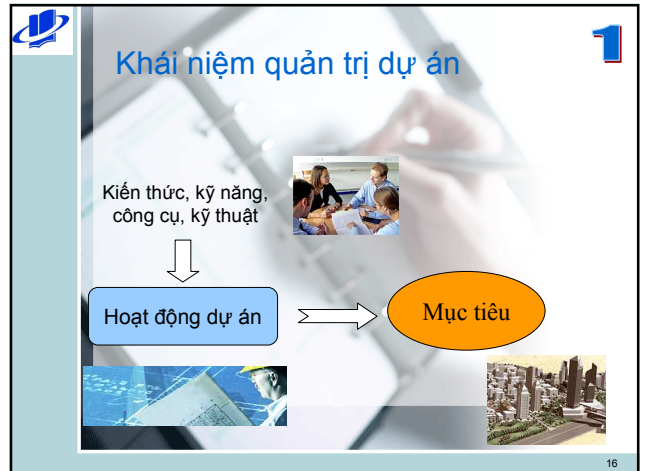 Khái niệm quản trị dự án
1
Kiến thức, kỹ năng,
công cụ, kỹ thuật
Hoạt động dự án
Mục tiêu
16